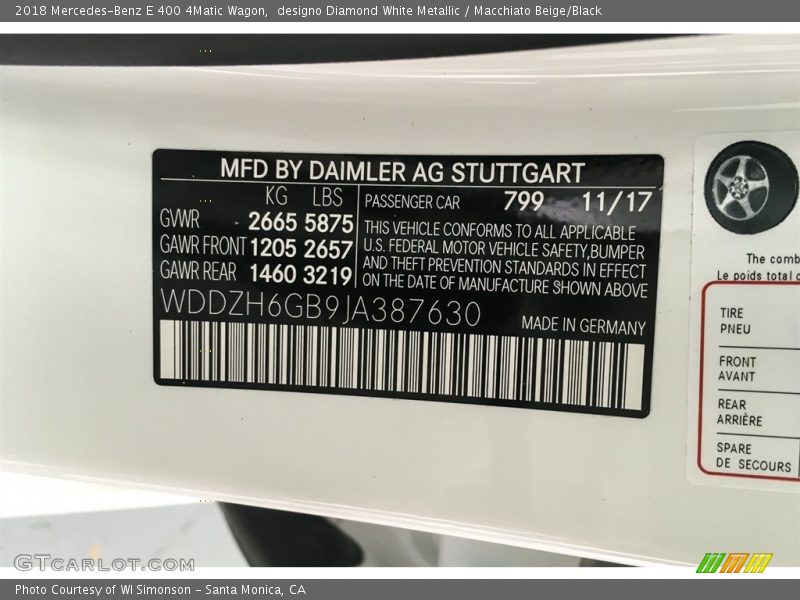 2018 Mercedes-Benz E 400 4Matic Wagon,  designo Diamond White Metallic / Macchiato Beige/Black
MFD BY DAIMLER AG STUTTGART
KG LBS
GVWR 2665 5875
GAWR FRONT 1205 2657
GAWR REAR 1460 3219
PASSENGER CAR 799 11/17
THIS VEHICLE CONFORMS TO ALL APPLICABLE
U.S. FEDERAL MOTOR VEHICLE SAFETY,BUMPER
AND THEFT PREVENTION STANDARDS IN EFFECT
ON THE DATE OF MANUFACTURE SHOWN ABOVE
WDDZH6GB9JA387630
MADE IN GERMANY
The comb
Le poids total c
TIRE
PNEU
FRONT
AVANT
REAR
ARRIÈRE
SPARE
DE SECOURS
GTCARLOT.COM
Photo Courtesy of WI Simonson - Santa Monica, CA